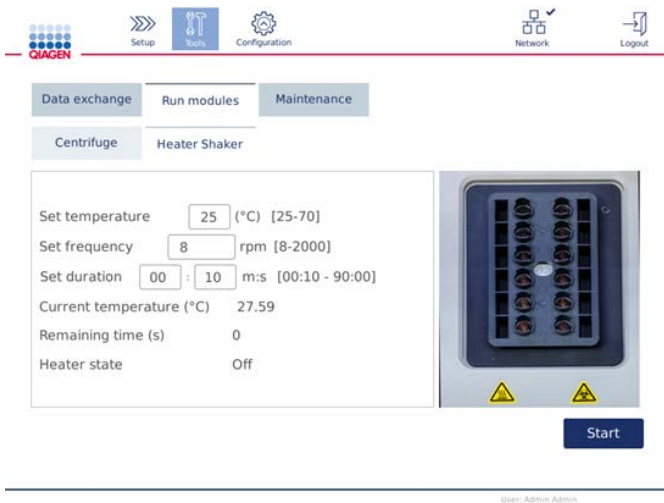 QIAGEN
Setup
Tools
Configuration
Network
Logout
Data exchange
Run modules
Maintenance
Centrifuge
Heater Shaker
Set temperature 25 (°C) [25-70]
Set frequency 8 rpm [8-2000]
Set duration 00 : 10 m:s [00:10 - 90:00]
Current temperature (°C) 27.59
Remaining time (s) 0
Heater state Off
Start
User: Admin Admin